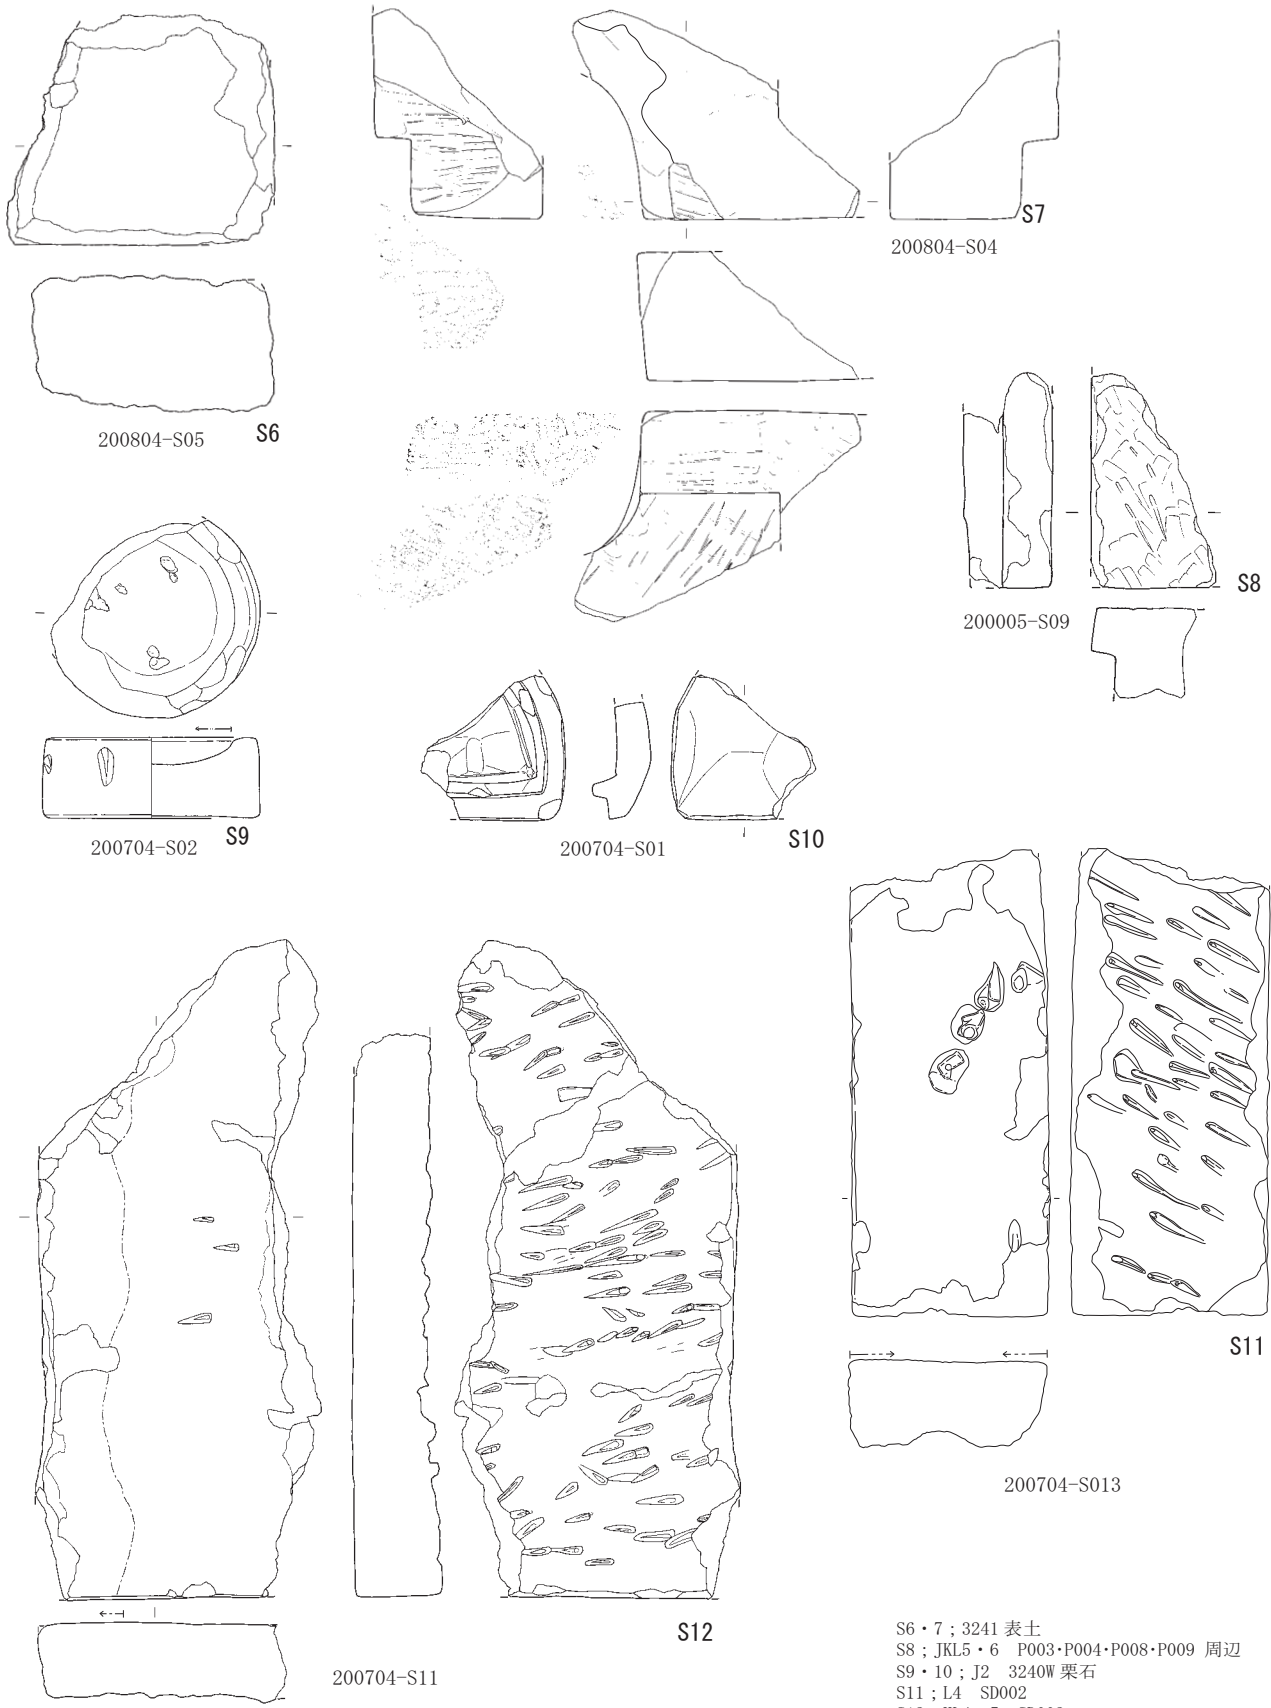 S7
200804-S04
200804-S05
S6
S8
200005-S09
S9
200704-S02
200704-S01
S10
S11
200704-S013
S12
200704-S11
S6・7 ; 3241 表土
S8 ; JKL5・6 P003・P004・P008・P009 周辺
S9・10 ; J2 3240W 栗石
S11 ; L4 SD002